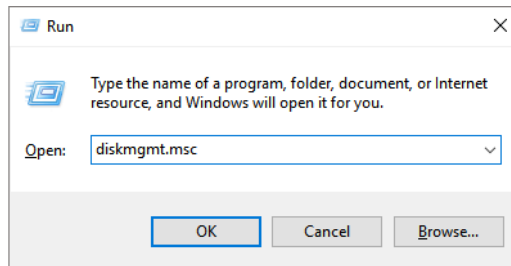 Run
Type the name of a program, folder, document, or Internet
resource, and Windows will open it for you.
Open: diskmgmt.msc
OK Cancel Browse...